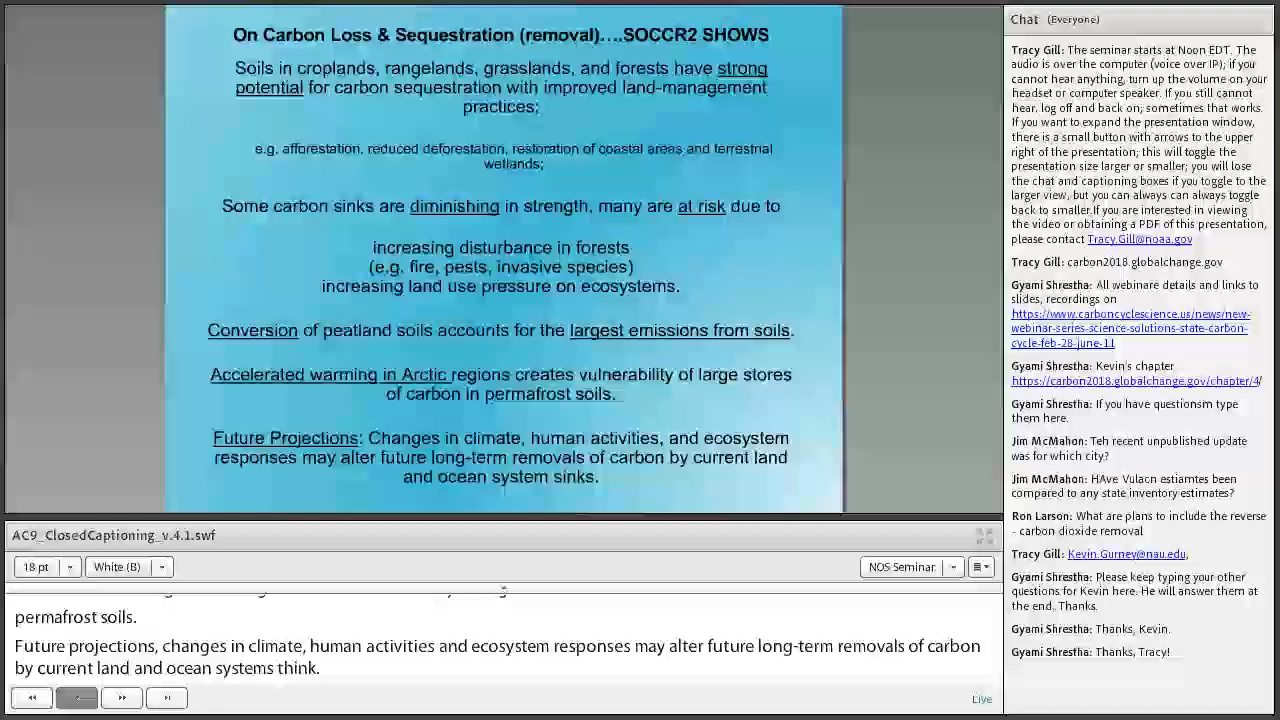 On Carbon Loss & Sequestration (removal)....SOCCR2 SHOWS
Soils in croplands, rangelands, grasslands, and forests have strong
potential for carbon sequestration with improved land-management
practices;
e.g. afforestation, reduced deforestation, restoration of coastal areas and terrestrial
wetlands;
Some carbon sinks are diminishing in strength, many are at risk due to
increasing disturbance in forests
(e.g. fire, pests, invasive species)
increasing land use pressure on ecosystems.
Conversion of peatland soils accounts for the largest emissions from soils.
Accelerated warming in Arctic regions creates vulnerability of large stores
of carbon in permafrost soils.
Future Projections: Changes in climate, human activities, and ecosystem
responses may alter future long-term removals of carbon by current land
and ocean system sinks.
AC9_ClosedCaptioning_v.4.1.swf
18 pt
White (B)
NOS Seminar
permafrost soils.
Future projections, changes in climate, human activities and ecosystem responses may alter future long-term removals of carbon
by current land and ocean systems think.
Live
Chat (Everyone)
Tracy Gill: The seminar starts at Noon EDT. The
audio is over the computer (voice over IP); if you
cannot hear anything, turn up the volume on your
headset or computer speaker. If you still cannot
hear, log off and back on; sometimes that works.
If you want to expand the presentation window,
there is a small button with arrows to the upper
right of the presentation; this will toggle the
presentation size larger or smaller; you will lose
the chat and captioning boxes if you toggle to the
larger view, but you can always can always toggle
back to smaller.If you are interested in viewing
the video or obtaining a PDF of this presentation,
please contact Tracy.Gill@noaa.gov
Tracy Gill: carbon2018.globalchange.gov
Gyami Shrestha: All webinare details and links to
slides, recordings on
https://www.carboncyclescience.us/news/new-
webinar-series-science-solutions-state-carbon-
cycle-feb-28-june-11
Gyami Shrestha: Kevin's chapter
https://carbon2018.globalchange.gov/chapter/4/
Gyami Shrestha: If you have questionsm type
them here.
Jim McMahon: Teh recent unpublished update
was for which city?
Jim McMahon: HAve Vulacn estiamtes been
compared to any state inventory estimates?
Ron Larson: What are plans to include the reverse
- carbon dioxide removal
Tracy Gill: Kevin.Gurney@nau.edu,
Gyami Shrestha: Please keep typing your other
questions for Kevin here. He will answer them at
the end. Thanks.
Gyami Shrestha: Thanks, Kevin.
Gyami Shrestha: Thanks, Tracy!